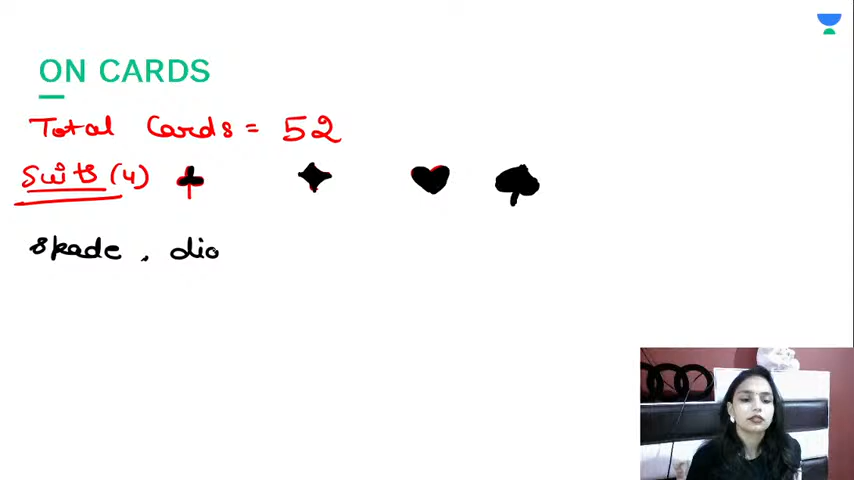 ON CARDS
Total Cards = 52
Suits (4)
Spade, dia